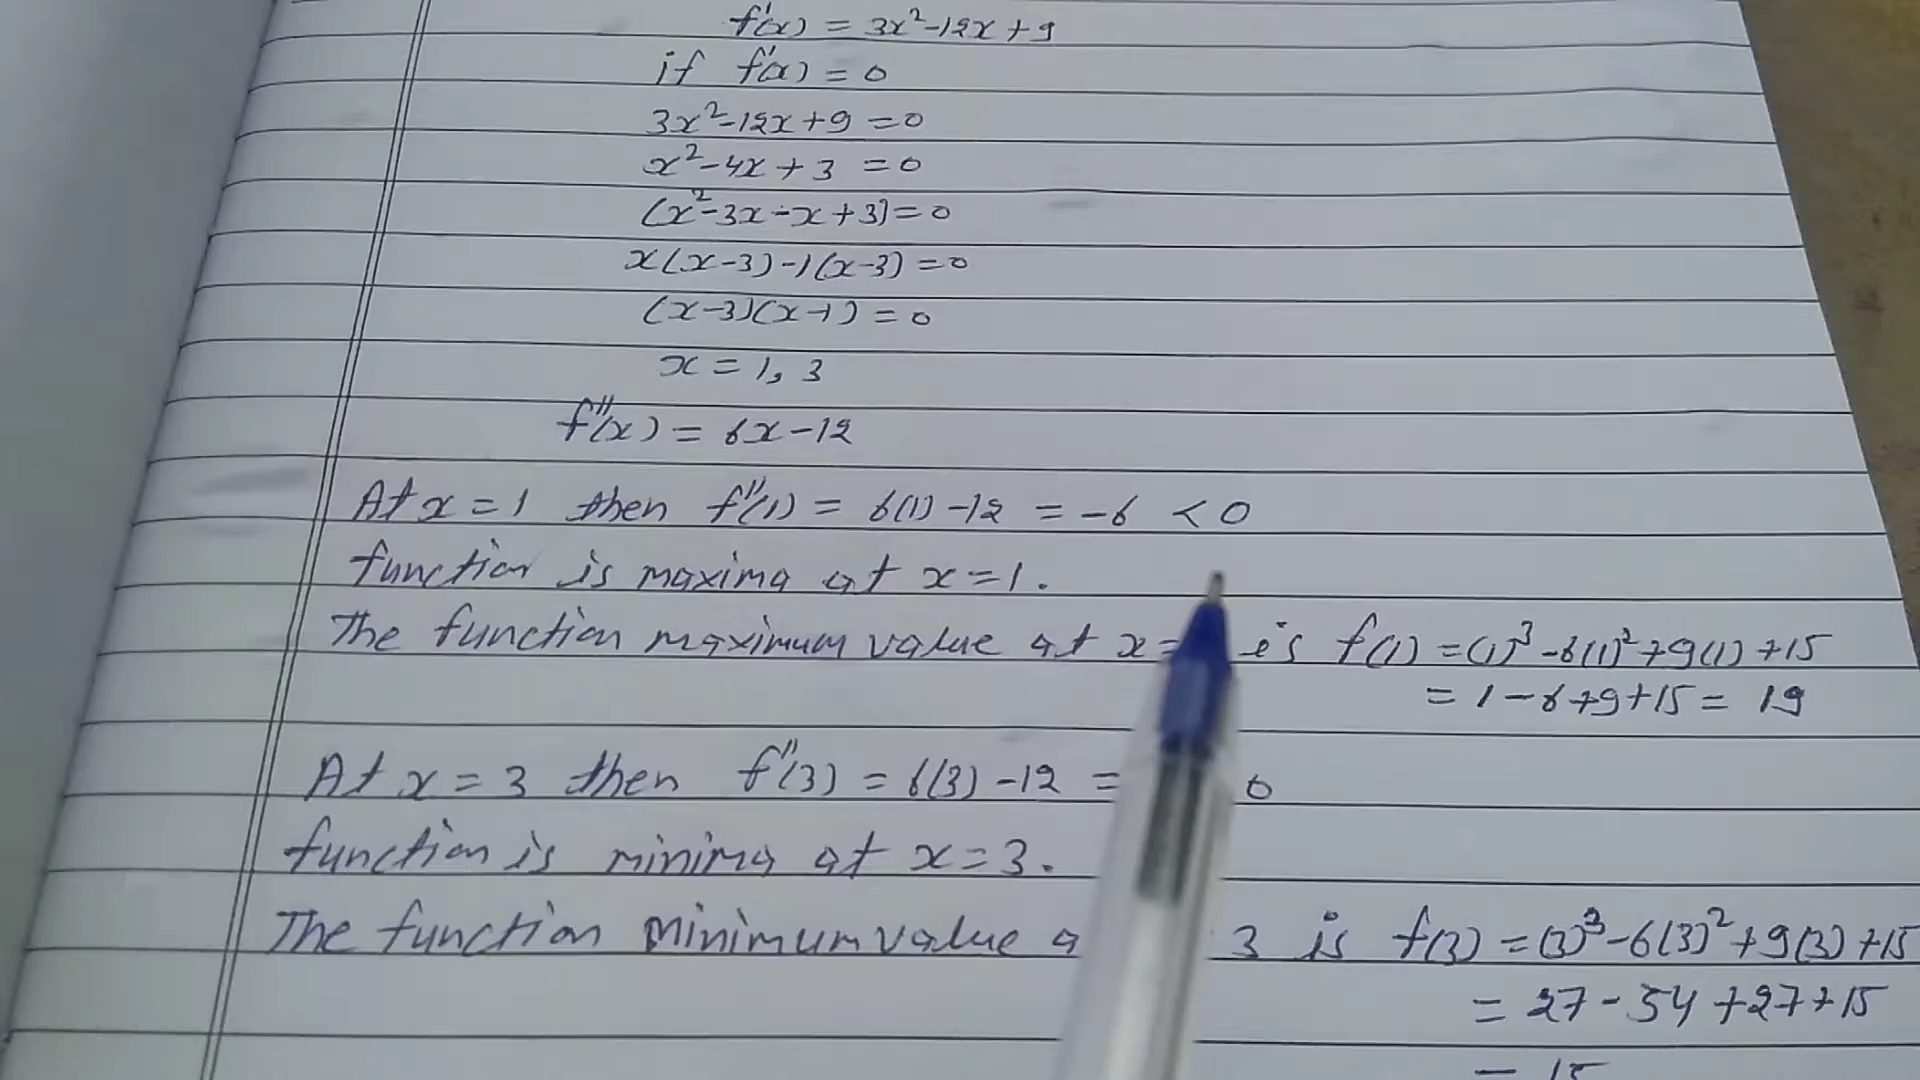 f'(x) = 3x²-12x+9
if f'(x) = 0
3x²-12x+9 = 0
x²-4x+3 = 0
(x²-3x-x+3) = 0
x(x-3)-1(x-3) = 0
(x-3)(x-1) = 0
x = 1, 3
f''(x) = 6x-12
At x = 1 then f''(1) = 6(1)-12 = -6 < 0
function is maxima at x=1.
The function maximum value at x= is f(1) = (1)³-6(1)²+9(1)+15
= 1-6+9+15 = 19
At x = 3 then f''(3) = 6(3)-12 = 0
function is minima at x=3.
The function minimum value 3 is f(3) = (3)³-6(3)²+9(3)+15
= 27-54+27+15
= 15